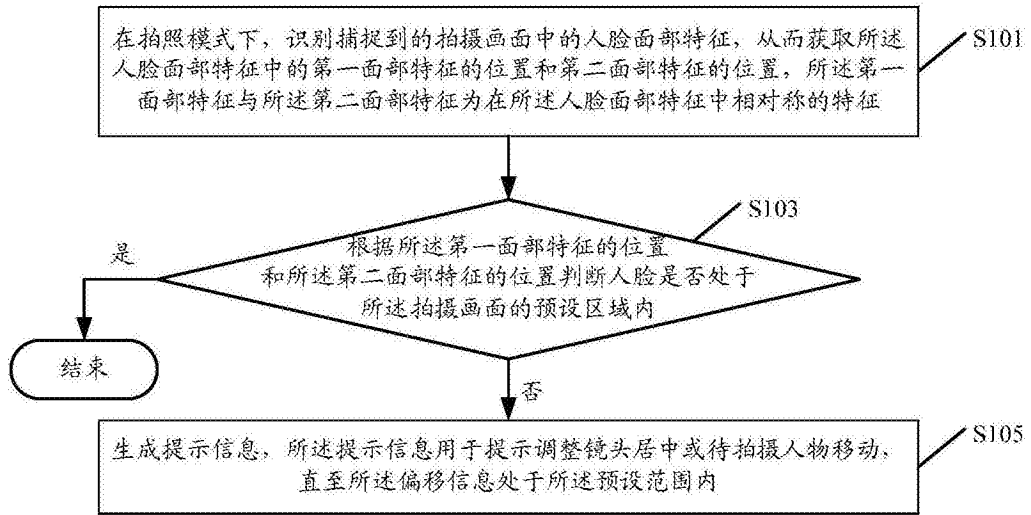 在拍照模式下，识别捕捉到的拍摄画面中的人脸面部特征，从而获取所述
人脸面部特征中的第一面部特征的位置和第二面部特征的位置，所述第一
面部特征与所述第二面部特征为在所述人脸面部特征中相对称的特征
S101
S103
根据所述第一面部特征的位置
和所述第二面部特征的位置判断人脸是否处于
所述拍摄画面的预设区域内
是
结束
否
生成提示信息，所述提示信息用于提示调整镜头居中或待拍摄人物移动，
直至所述偏移信息处于所述预设范围内
S105